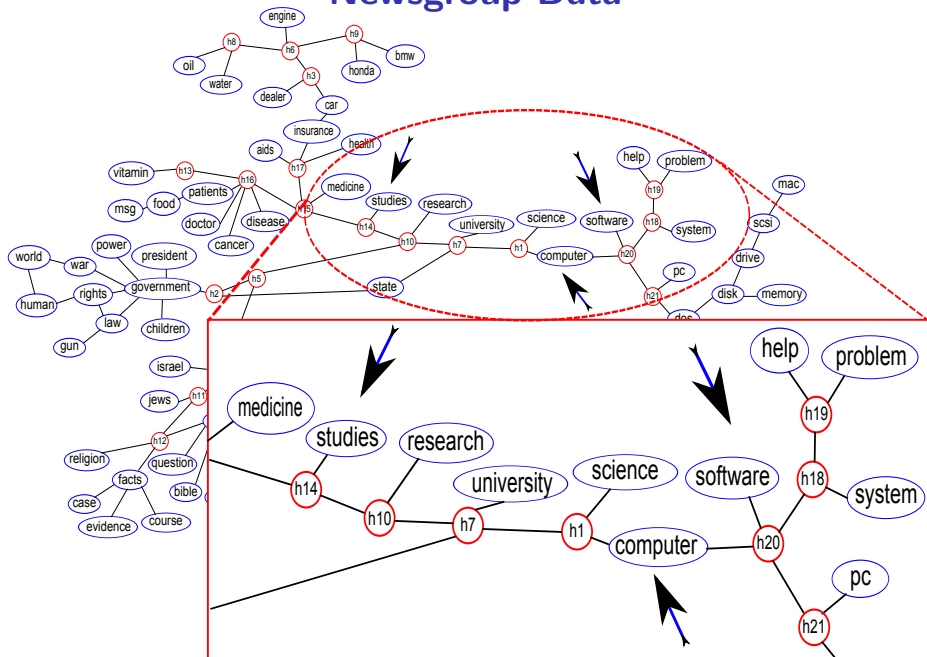 Newsgroup Data
engine
h8
h6
h9
oil
water
honda
bmw
h3
dealer
car
insurance
aids
health
h17
help
problem
vitamin
h13
h16
patients
medicine
studies
h19
mac
msg
food
doctor
disease
h15
h14
research
university
science
software
h18
system
scsi
cancer
h10
h7
h1
computer
h20
drive
power
president
world
war
h5
pc
government
h2
state
h21
disk
memory
human
rights
law
children
dos
gun
israel
jews
h11
h12
religion
question
facts
bible
case
evidence
course
help
problem
medicine
h19
studies
research
science
software
h18
university
system
h14
h10
h7
h1
computer
h20
pc
h21